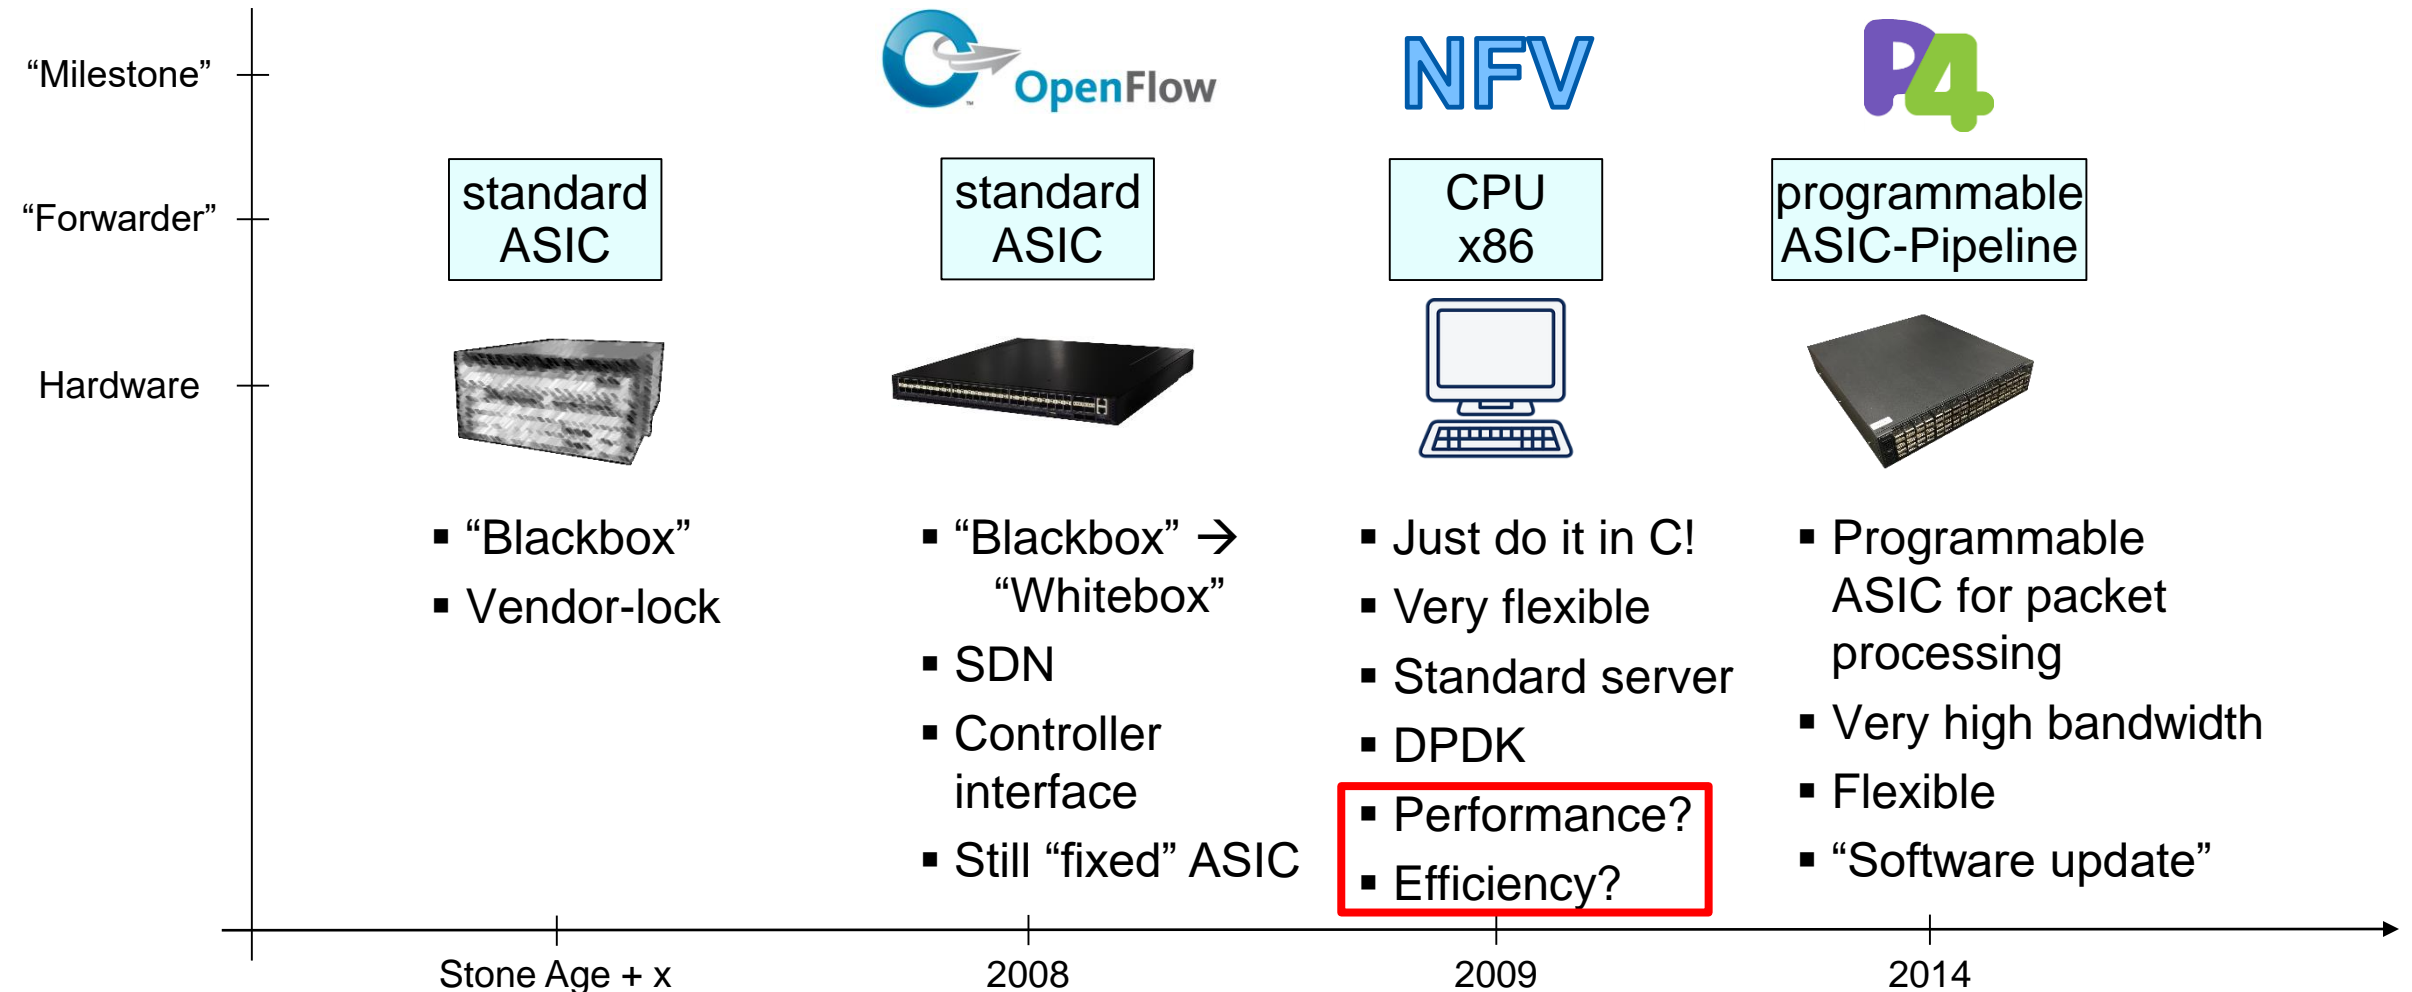 “Milestone”
OpenFlow
™
NFV
P4
“Forwarder”
standard
ASIC
standard
ASIC
CPU
x86
programmable
ASIC-Pipeline
Hardware
▪ “Blackbox”
▪ Vendor-lock
▪ “Blackbox” →
“Whitebox”
▪ SDN
▪ Controller
interface
▪ Still “fixed” ASIC
▪ Just do it in C!
▪ Very flexible
▪ Standard server
▪ DPDK
▪ Performance?
▪ Efficiency?
▪ Programmable
ASIC for packet
processing
▪ Very high bandwidth
▪ Flexible
▪ “Software update”
Stone Age + x
2008
2009
2014